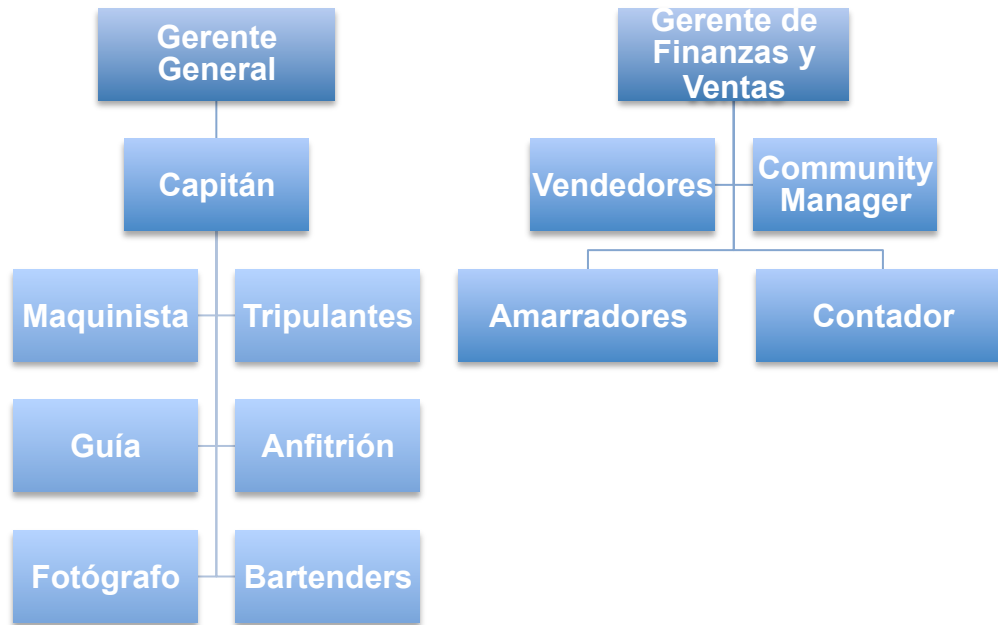 Gerente
General
Capitán
Maquinista
Tripulantes
Guía
Anfitrión
Fotógrafo
Bartenders
Gerente de
Finanzas y
Ventas
Vendedores
Community
Manager
Amarradores
Contador